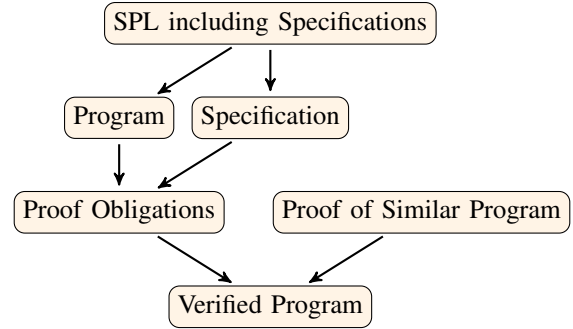 SPL including Specifications
Program
Specification
Proof Obligations
Proof of Similar Program
Verified Program